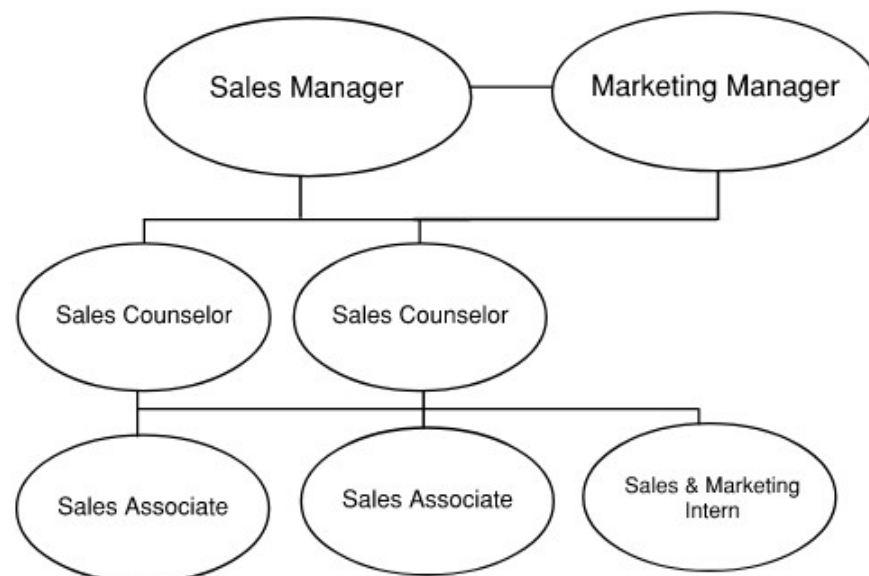 Sales Manager
Marketing Manager
Sales Counselor
Sales Counselor
Sales Associate
Sales Associate
Sales & Marketing
Intern